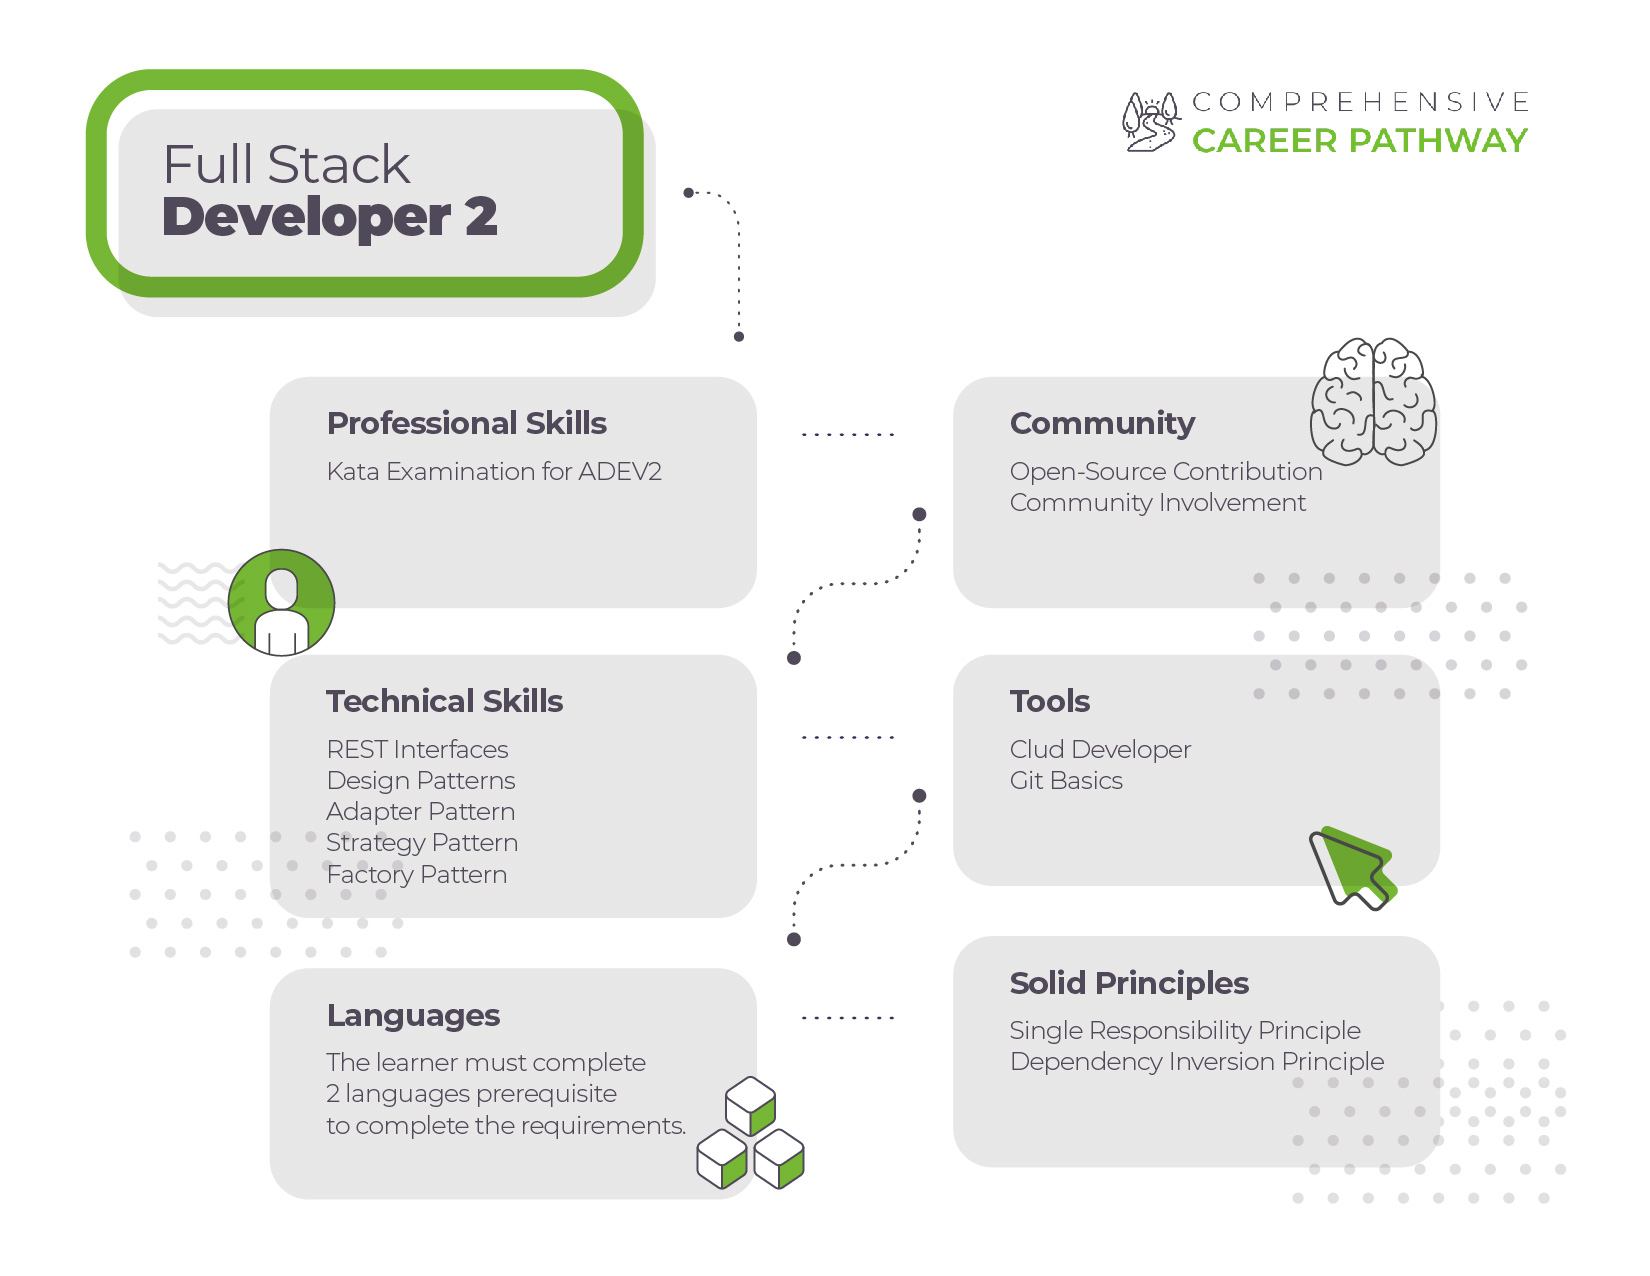 Full Stack
Developer 2
COMPREHENSIVE
CAREER PATHWAY
Professional Skills
Kata Examination for ADEV2
Community
Open-Source Contribution
Community Involvement
Technical Skills
REST Interfaces
Design Patterns
Adapter Pattern
Strategy Pattern
Factory Pattern
Tools
Clud Developer
Git Basics
Languages
The learner must complete
2 languages prerequisite
to complete the requirements.
Solid Principles
Single Responsibility Principle
Dependency Inversion Principle